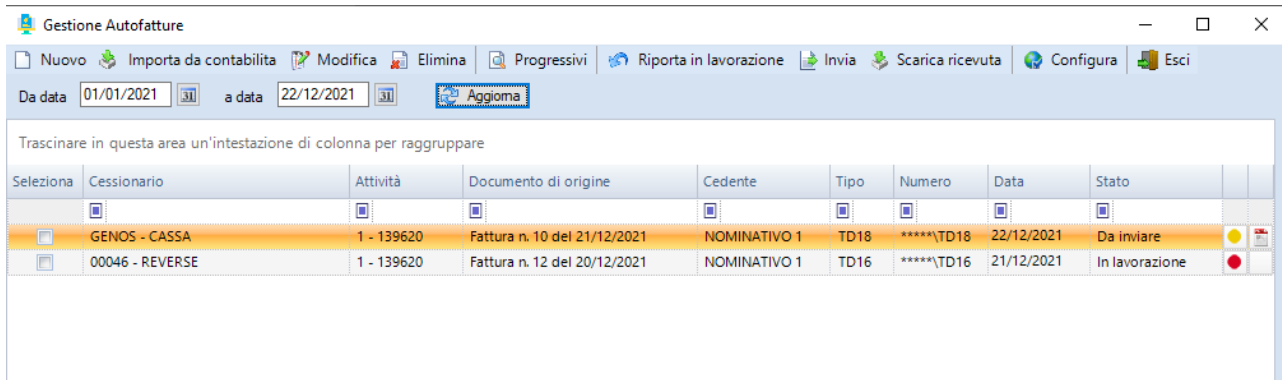 Gestione Autofatture
Nuovo Importa da contabilita Modifica Elimina Progressivi Riporta in lavorazione Invia Scarica ricevuta Configura Esci
Da data 01/01/2021 31 a data 22/12/2021 31 Aggiorna
Trascinare in questa area un'intestazione di colonna per raggruppare
Seleziona Cessionario Attività Documento di origine Cedente Tipo Numero Data Stato
GENOS - CASSA 1 - 139620 Fattura n. 10 del 21/12/2021 NOMINATIVO 1 TD18 *****\TD18 22/12/2021 Da inviare
00046 - REVERSE 1 - 139620 Fattura n. 12 del 20/12/2021 NOMINATIVO 1 TD16 *****\TD16 21/12/2021 In lavorazione